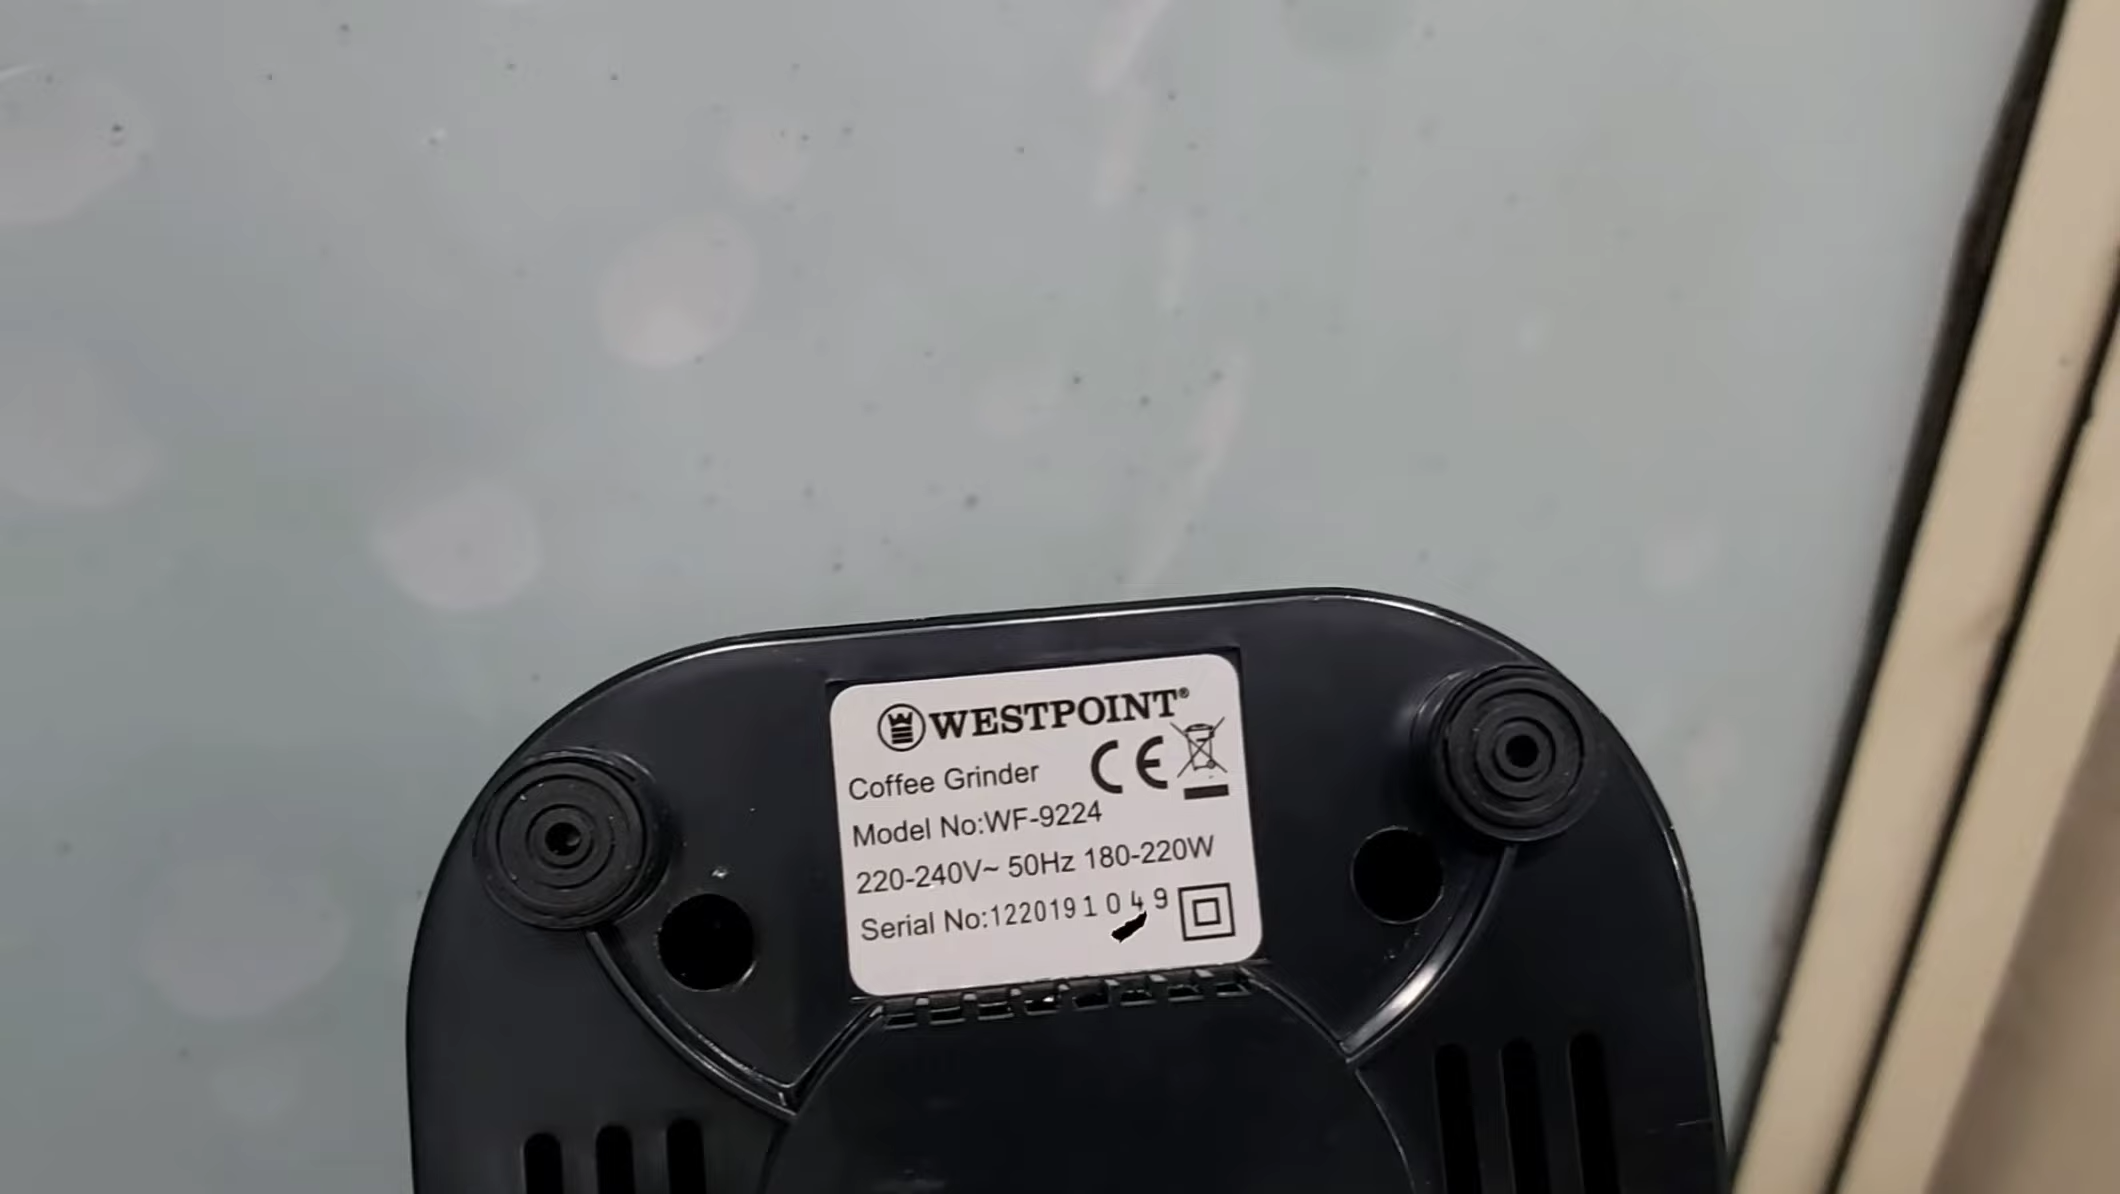 WESTPOINT®
CE
Coffee Grinder
Model No:WF-9224
220-240V~ 50Hz 180-220W
Serial No:122019 1 0 4 9